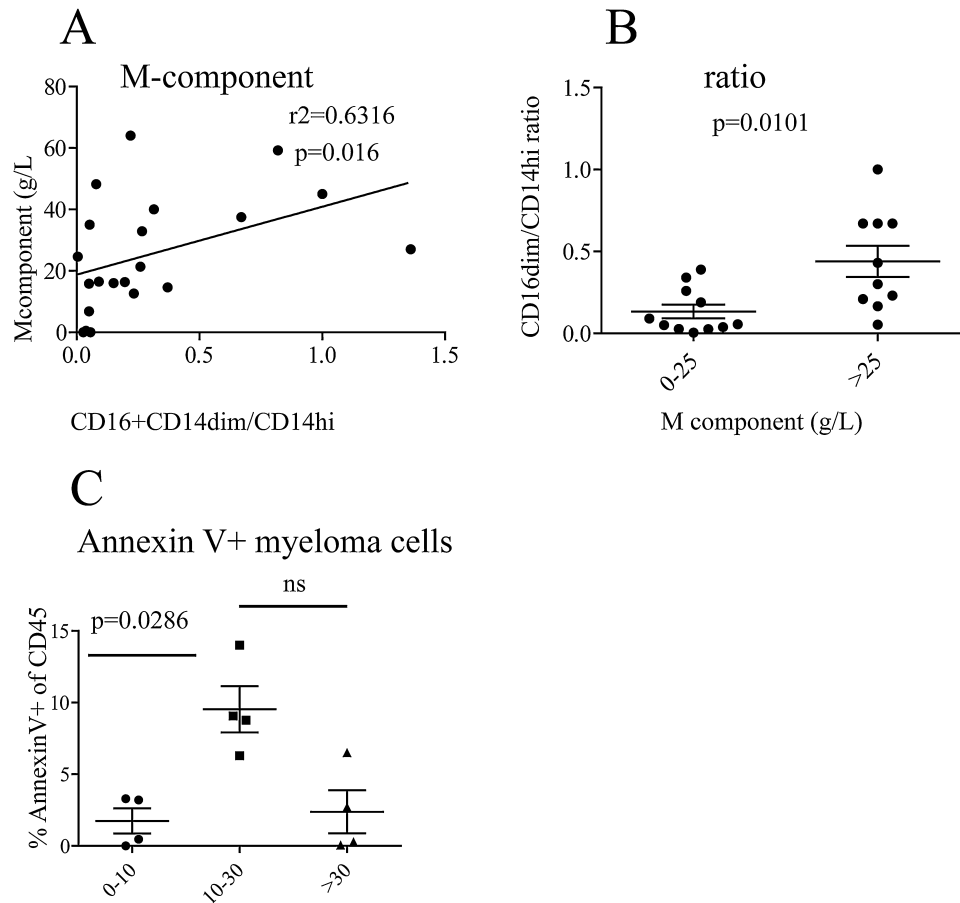 A
M-component
r2=0.6316
p=0.016
Mcomponent (g/L
80
60
40
20
0
0.0 0.5 1.0 1.5
CD16+CD14dim/CD14hi
B
ratio
p=0.0101
CD16dim/CD14hi ratio
1.5
1.0
0.5
0.0
0-25 >25
M component (g/L)
C
Annexin V+ myeloma cells
ns
p=0.0286
% AnnexinV+ of CD45
15
10
5
0
0-10 10-30 >30